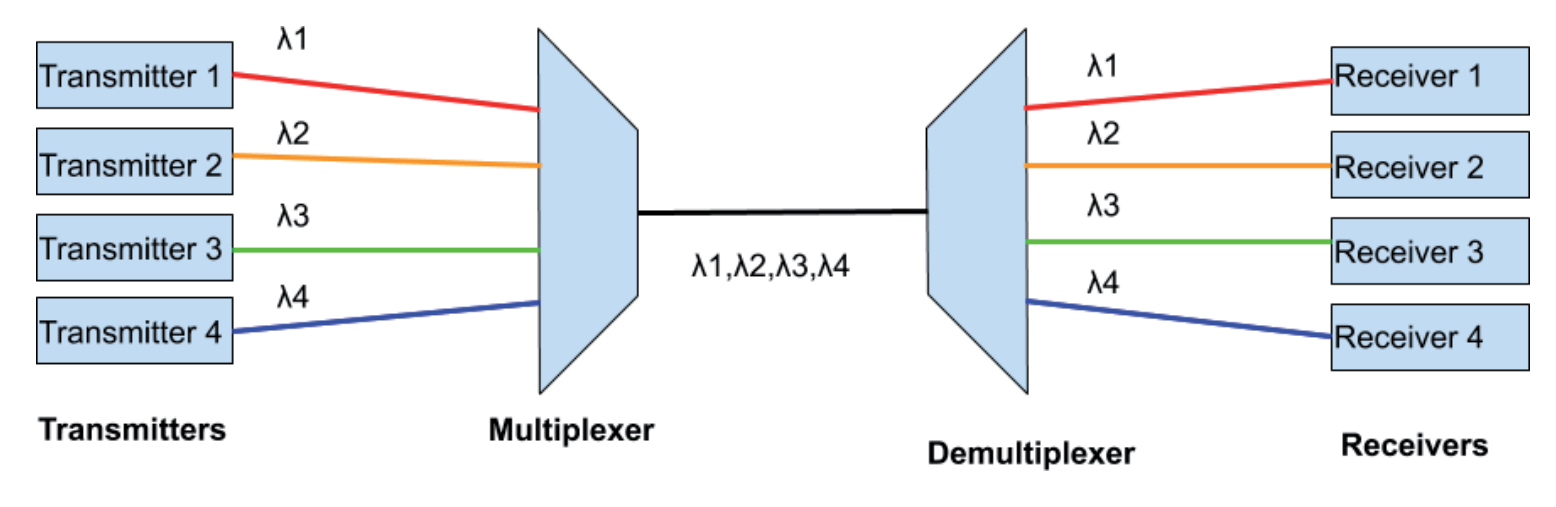 λ1
Transmitter 1
λ2
Transmitter 2
λ3
Transmitter 3
λ4
Transmitter 4
Transmitters
Multiplexer
λ1,λ2,λ3,λ4
Demultiplexer
λ1
Receiver 1
λ2
Receiver 2
λ3
Receiver 3
λ4
Receiver 4
Receivers